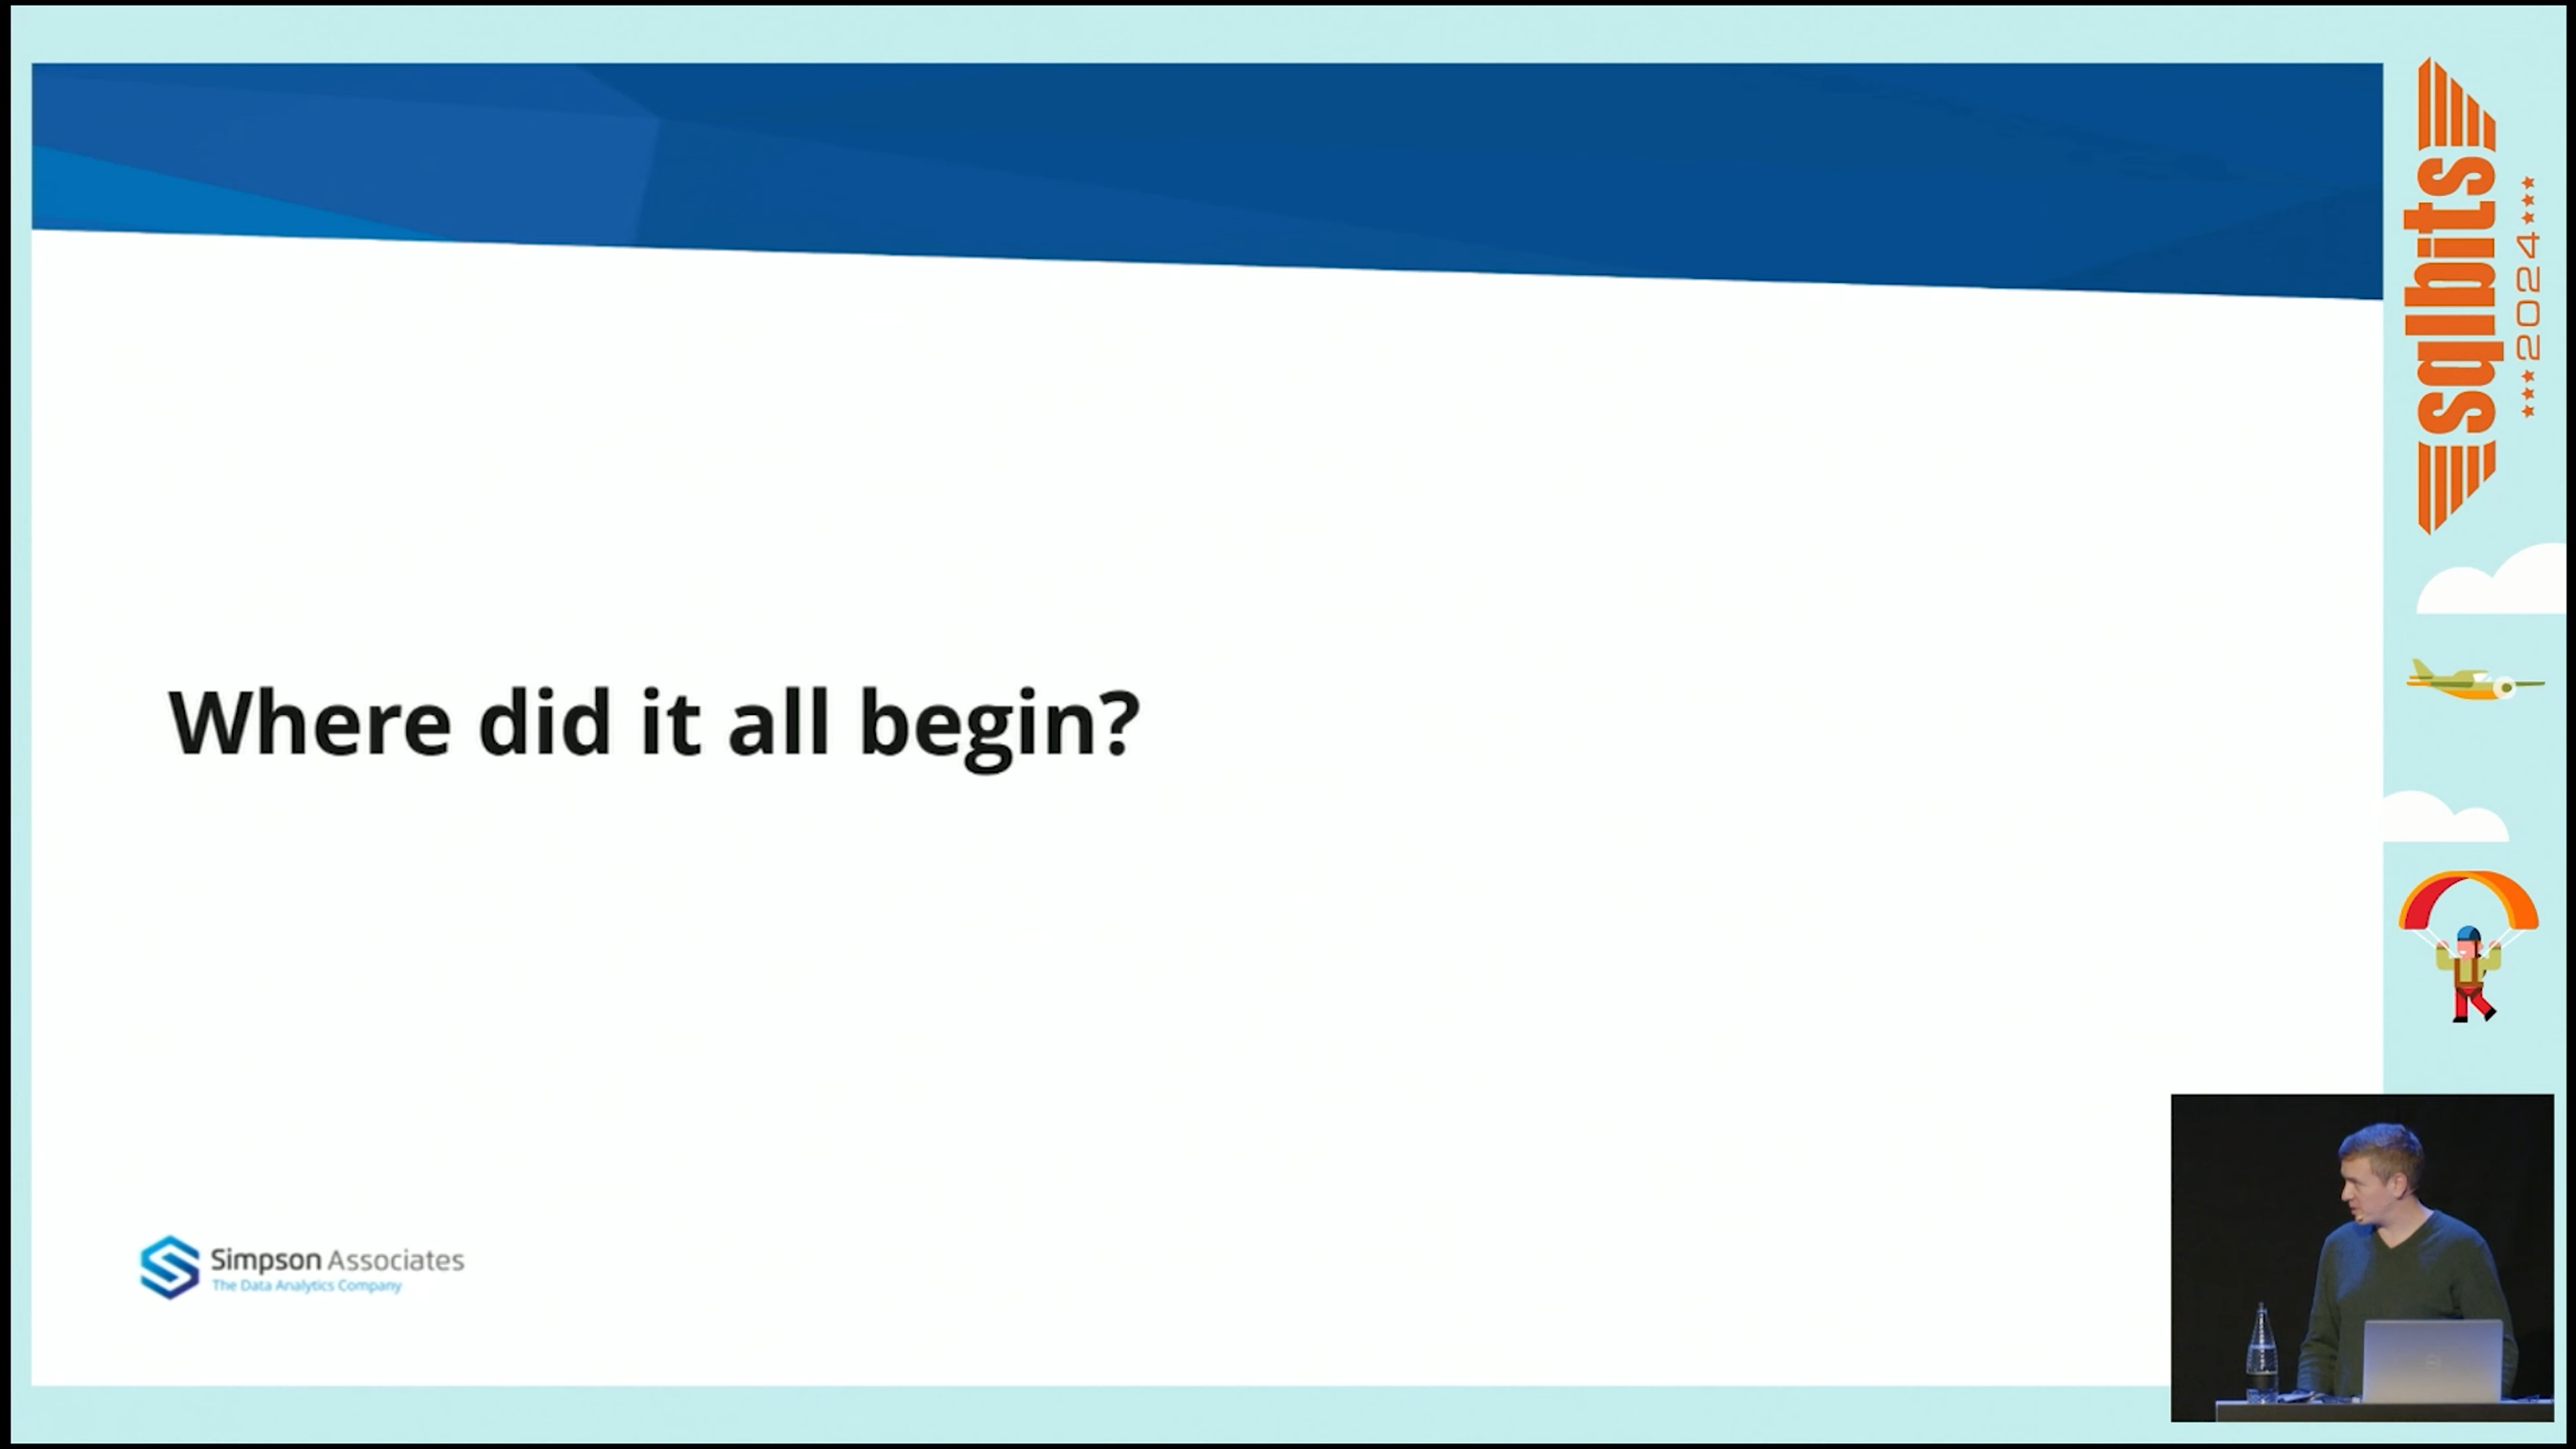 Where did it all begin?
Simpson Associates
The Data Analytics Company
sqlbits
2024